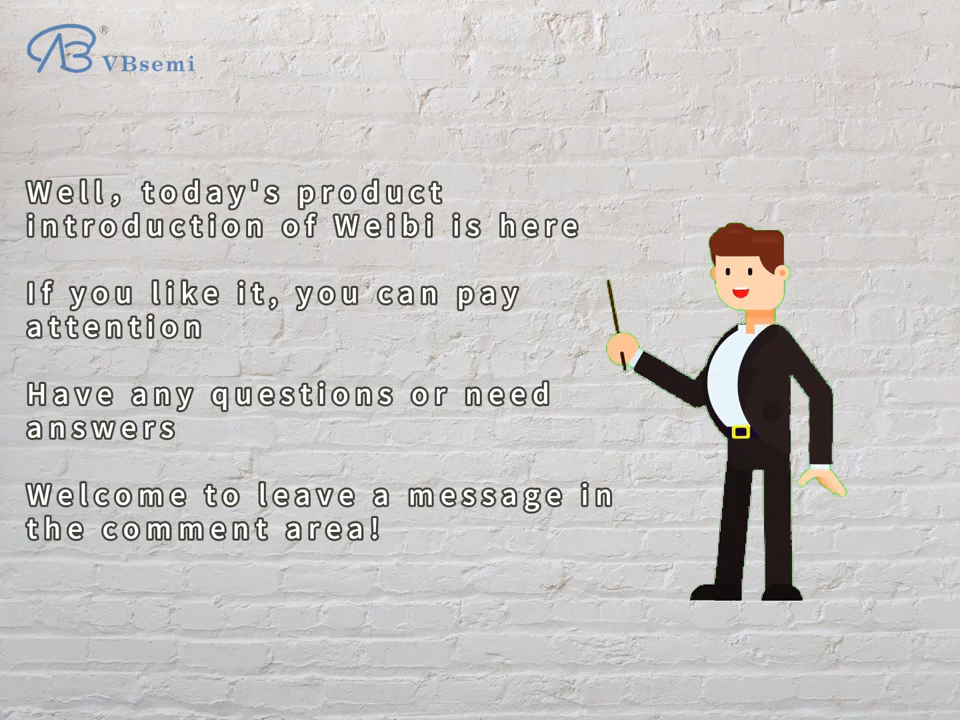 VBsemi
Well, today's product
introduction of Weibi is here
If you like it, you can pay
attention
Have any questions or need
answers
Welcome to leave a message in
the comment area!